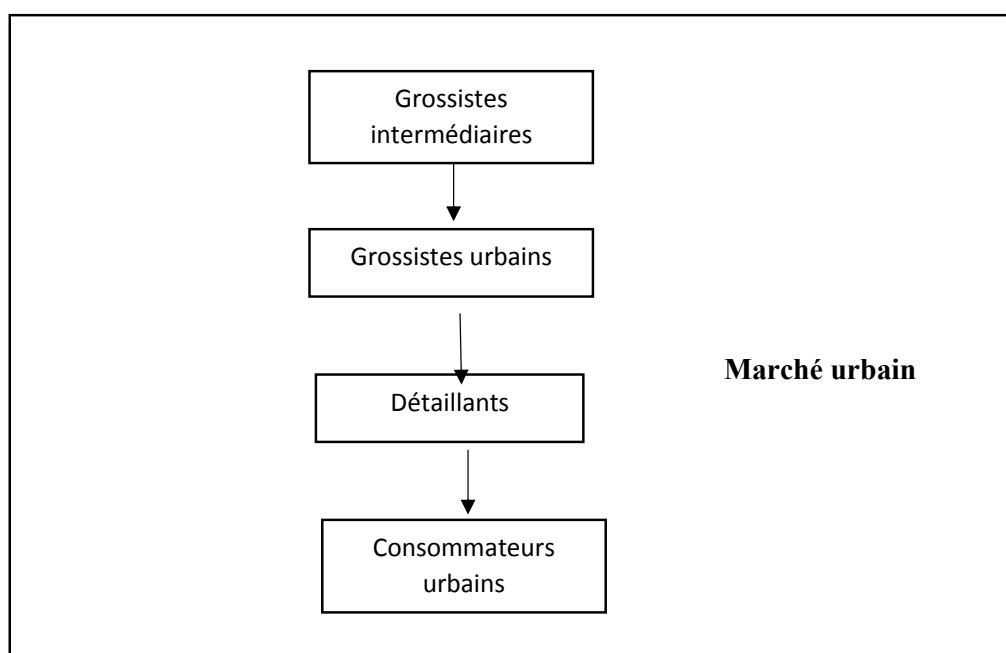 Grossistes
intermédiaires
Grossistes urbains
Marché urbain
Détaillants
Consommateurs
urbains